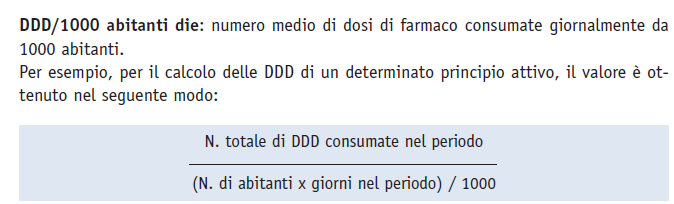 DDD/1000 abitanti die: numero medio di dosi di farmaco consumate giornalmente da
1000 abitanti.
Per esempio, per il calcolo delle DDD di un determinato principio attivo, il valore è ot-
tenuto nel seguente modo:
N. totale di DDD consumate nel periodo
(N. di abitanti x giorni nel periodo) / 1000